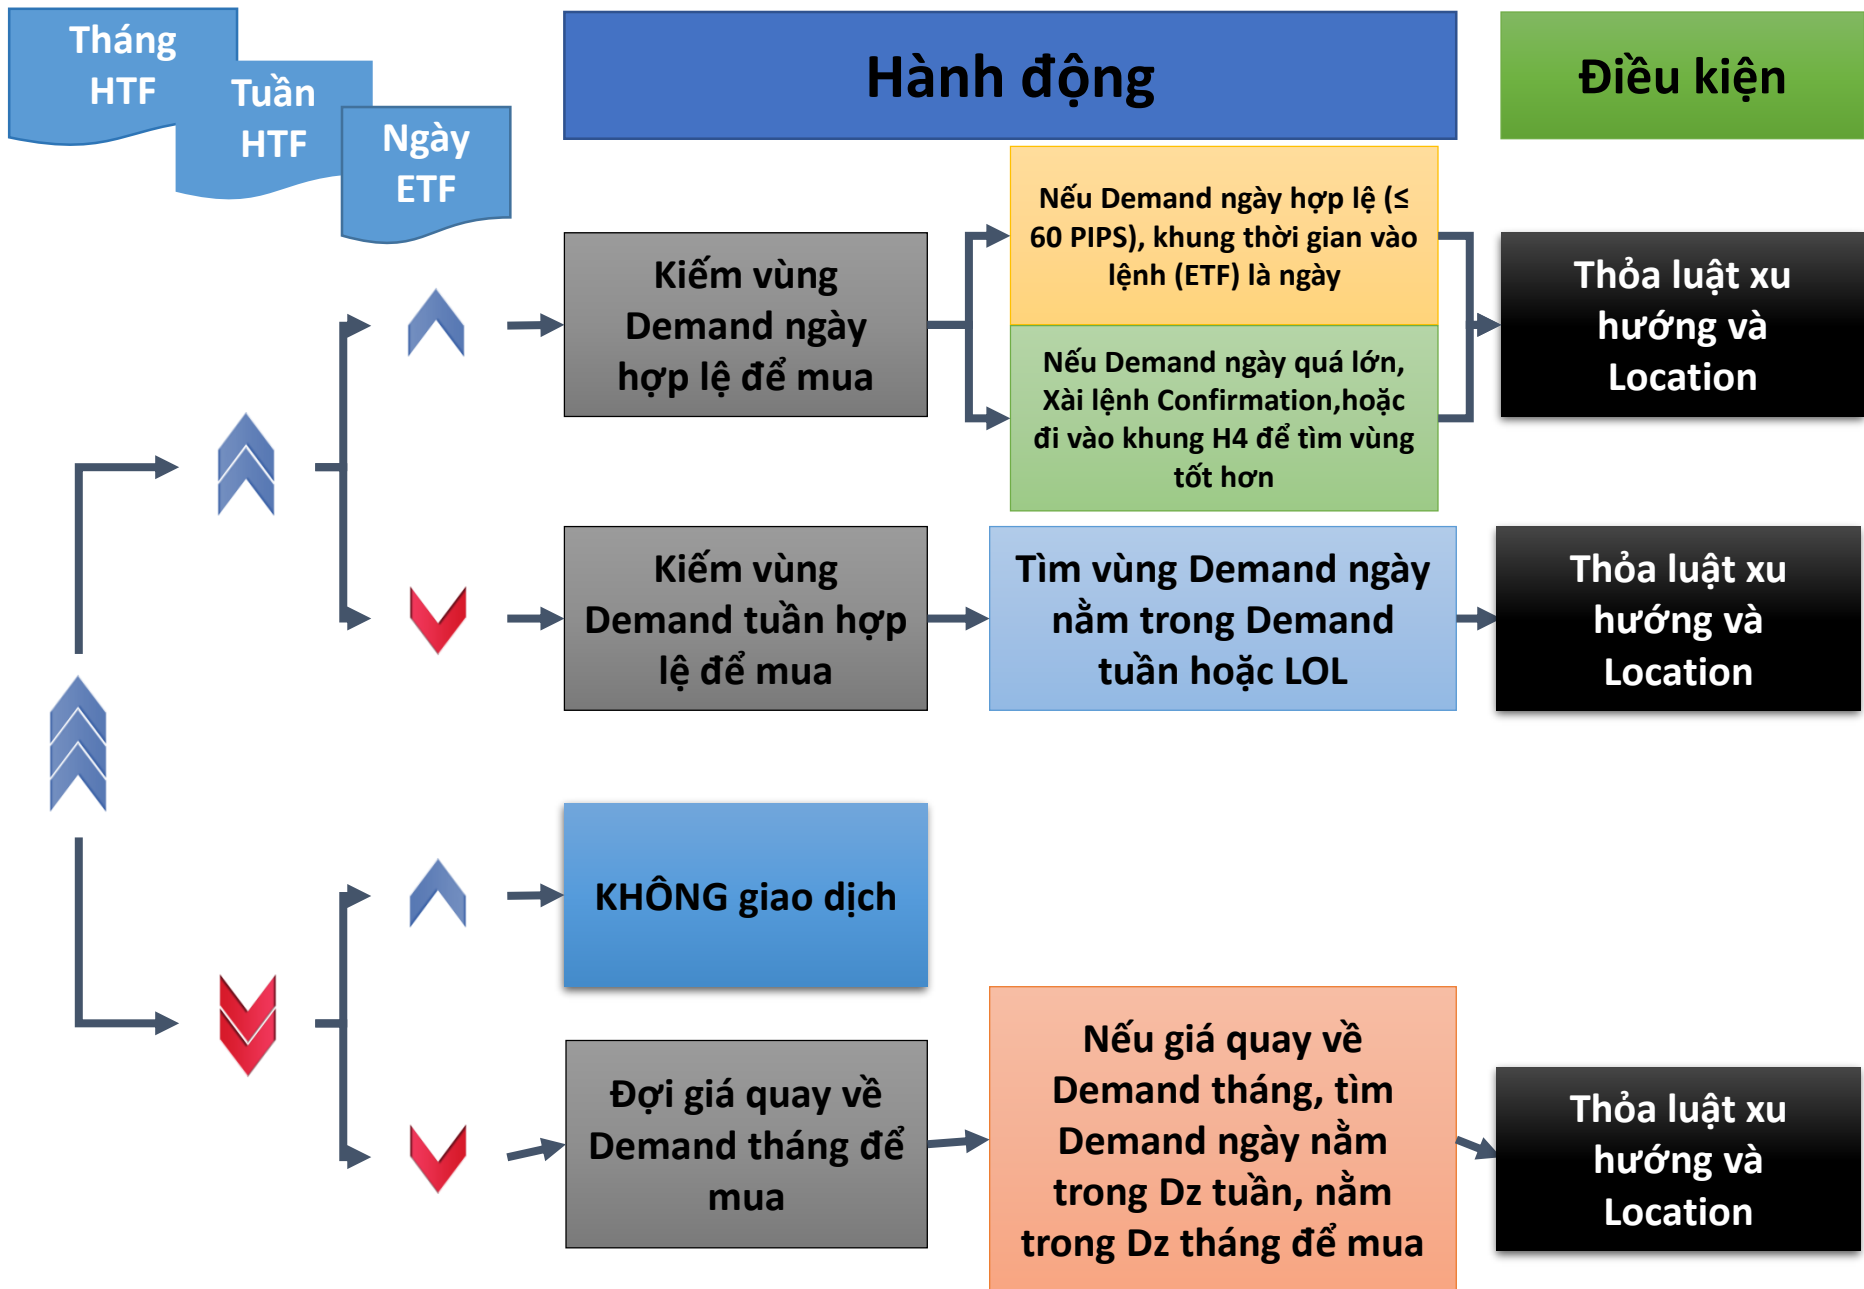 Tháng
HTF
Tuần
HTF
Ngày
ETF
Hành động
Điều kiện
Kiếm vùng
Demand ngày
hợp lệ để mua
Nếu Demand ngày hợp lệ (≤
60 PIPS), khung thời gian vào
lệnh (ETF) là ngày
Nếu Demand ngày quá lớn,
Xài lệnh Confirmation,hoặc
đi vào khung H4 để tìm vùng
tốt hơn
Thỏa luật xu
hướng và
Location
Kiếm vùng
Demand tuần hợp
lệ để mua
Tìm vùng Demand ngày
nằm trong Demand
tuần hoặc LOL
Thỏa luật xu
hướng và
Location
KHÔNG giao dịch
Đợi giá quay về
Demand tháng để
mua
Nếu giá quay về
Demand tháng, tìm
Demand ngày nằm
trong Dz tuần, nằm
trong Dz tháng để mua
Thỏa luật xu
hướng và
Location